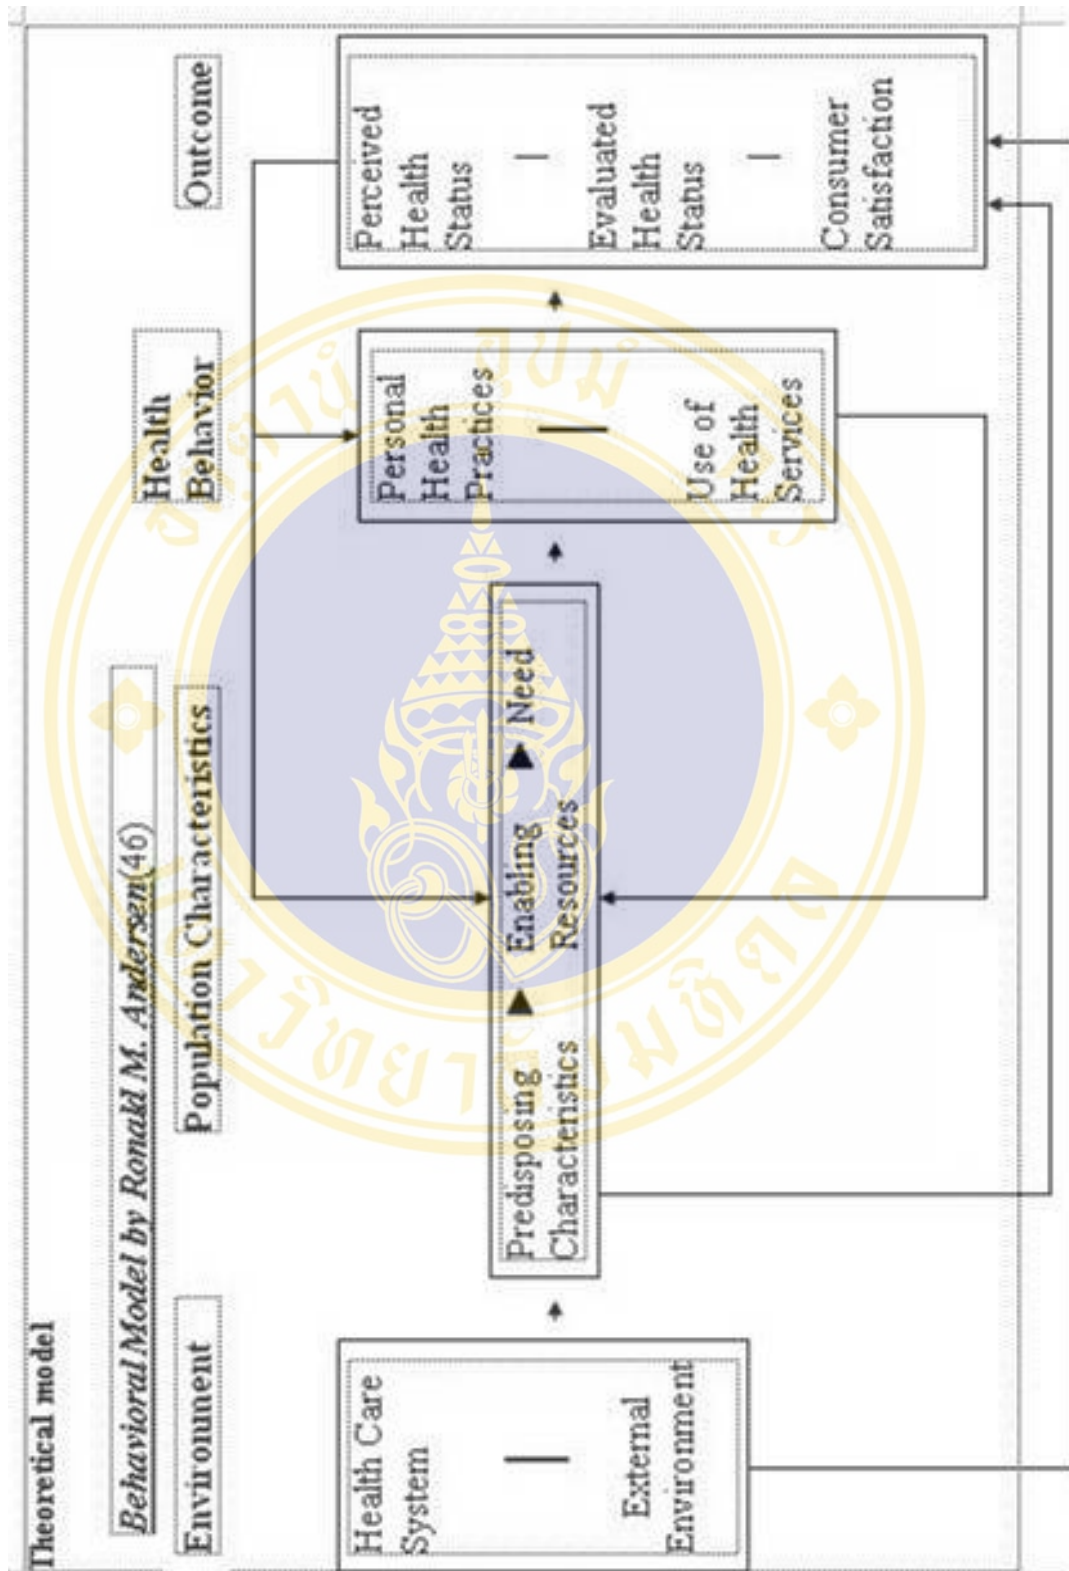 Theoretical model
Behavioral Model by Ronald M. Andersen(46)
Environment
Population Characteristics
Health
Behavior
Outcome
Health Care
System
External
Environment
Predisposing
Characteristics
Enabling
Resources
Need
Personal
Health
Practices
Use of
Health
Services
Perceived
Health
Status
Evaluated
Health
Status
Consumer
Satisfaction